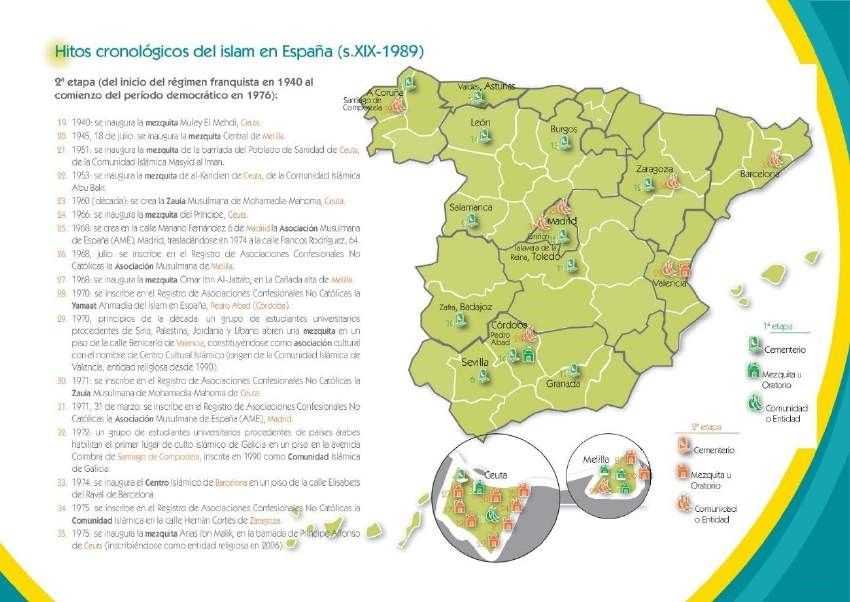 Hitos cronológicos del islam en España (s.XIX-1989)
2ª etapa (del inicio del régimen franquista en 1940 al
comienzo del período democrático en 1976):
19. 1940: se inaugura la mezquita Muley El Mehdi, Ceuta.
20. 1945, 18 de julio: se inaugura la mezquita Central de Melilla.
21. 1951: se inaugura la mezquita de la barriada del Poblado de Sanidad de Ceuta,
de la Comunidad Islámica Masyid al Iman.
22. 1953: se inaugura la mezquita de al-Karidien de Ceuta, de la Comunidad Islámica
Abu Bakr.
23. 1960 (década): se crea la Zauia Musulmana de Mohamadia-Mahoma, Ceuta.
24. 1966: se inaugura la mezquita del Príncipe, Ceuta.
25. 1968: se crea en la calle Mariano Fernández 6 de Madrid la Asociación Musulmana
de España (AME), Madrid, trasladándose en 1974 a la calle Francos Rodríguez, 64.
26. 1968, julio: se inscribe en el Registro de Asociaciones Confesionales No
Católicas la Asociación Musulmana de Melilla.
27. 1968: se inaugura la mezquita Omar Ibn Al-Jattab, en La Cañada alta de Melilla.
28. 1970: se inscribe en el Registro de Asociaciones Confesionales No Católicas la
Yamaat Ahmadía del Islam en España, Pedro Abad (Córdoba).
29. 1970, principios de la década: un grupo de estudiantes universitarios
procedentes de Siria, Palestina, Jordania y Líbano abren una mezquita en un
piso de la calle Benicarló de Valencia, constituyéndose como asociación cultural
con el nombre de Centro Cultural Islámico (origen de la Comunidad Islámica de
Valencia, entidad religiosa desde 1990).
30. 1971: se inscribe en el Registro de Asociaciones Confesionales No Católicas la
Zauia Musulmana de Mohamadia-Mahoma de Ceuta.
31. 1971, 31 de marzo: se inscribe en el Registro de Asociaciones Confesionales No
Católicas la Asociación Musulmana de España (AME), Madrid.
32. 1972: un grupo de estudiantes universitarios procedentes de países árabes
habilitan el primer lugar de culto islámico de Galicia en un piso en la avenida
Coimbra de Santiago de Compostela, inscrita en 1990 como Comunidad Islámica
de Galicia.
33. 1974: se inaugura el Centro Islámico de Barcelona en un piso de la calle Elisabets
del Raval de Barcelona.
34. 1975: se inscribe en el Registro de Asociaciones Confesionales No Católicas la
Comunidad Islámica en la calle Hernán Cortés de Zaragoza.
35. 1975: se inaugura la mezquita Anas Ibn Malik, en la barriada de Príncipe Alfonso
de Ceuta (inscribiéndose como entidad religiosa en 2006).
A Coruña
Santiago de
Compostela
Valdés, Asturias
León
14
Burgos
Zaragoza
Barcelona
Salamanca
Madrid
Griñón
Talavera de la
Reina, Toledo
Valencia
Zafra, Badajoz
Córdoba
Pedro
Abad
Sevilla
6
Granada
Ceuta
Melilla
1ª etapa
Cementerio
Mezquita u
Oratorio
Comunidad
o Entidad
2ª etapa
Cementerio
Mezquita u
Oratorio
Comunidad
o Entidad